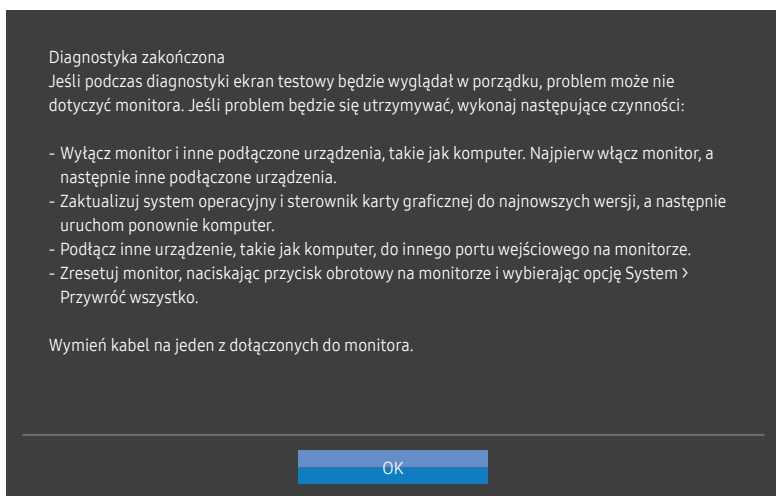 Diagnostyka zakończona
Jeśli podczas diagnostyki ekran testowy będzie wyglądał w porządku, problem może nie
dotyczyć monitora. Jeśli problem będzie się utrzymywać, wykonaj następujące czynności:
- Wyłącz monitor i inne podłączone urządzenia, takie jak komputer. Najpierw włącz monitor, a
następnie inne podłączone urządzenia.
- Zaktualizuj system operacyjny i sterownik karty graficznej do najnowszych wersji, a następnie
uruchom ponownie komputer.
- Podłącz inne urządzenie, takie jak komputer, do innego portu wejściowego na monitorze.
- Zresetuj monitor, naciskając przycisk obrotowy na monitorze i wybierając opcję System >
Przywróć wszystko.
Wymień kabel na jeden z dołączonych do monitora.
OK